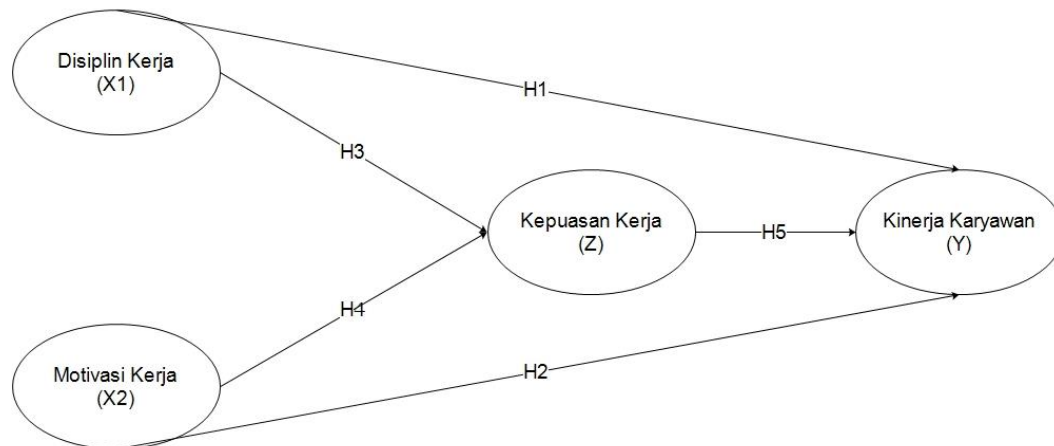 Disiplin Kerja
(X1)
H1
H3
Kepuasan Kerja
(Z)
H5
Kinerja Karyawan
(Y)
H4
Motivasi Kerja
(X2)
H2